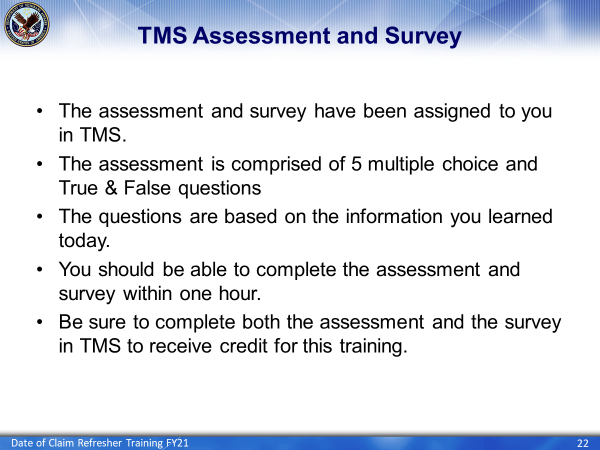 TMS Assessment and Survey
• The assessment and survey have been assigned to you
in TMS.
• The assessment is comprised of 5 multiple choice and
True & False questions
• The questions are based on the information you learned
today.
• You should be able to complete the assessment and
survey within one hour.
• Be sure to complete both the assessment and the survey
in TMS to receive credit for this training.
Date of Claim Refresher Training FY21
22